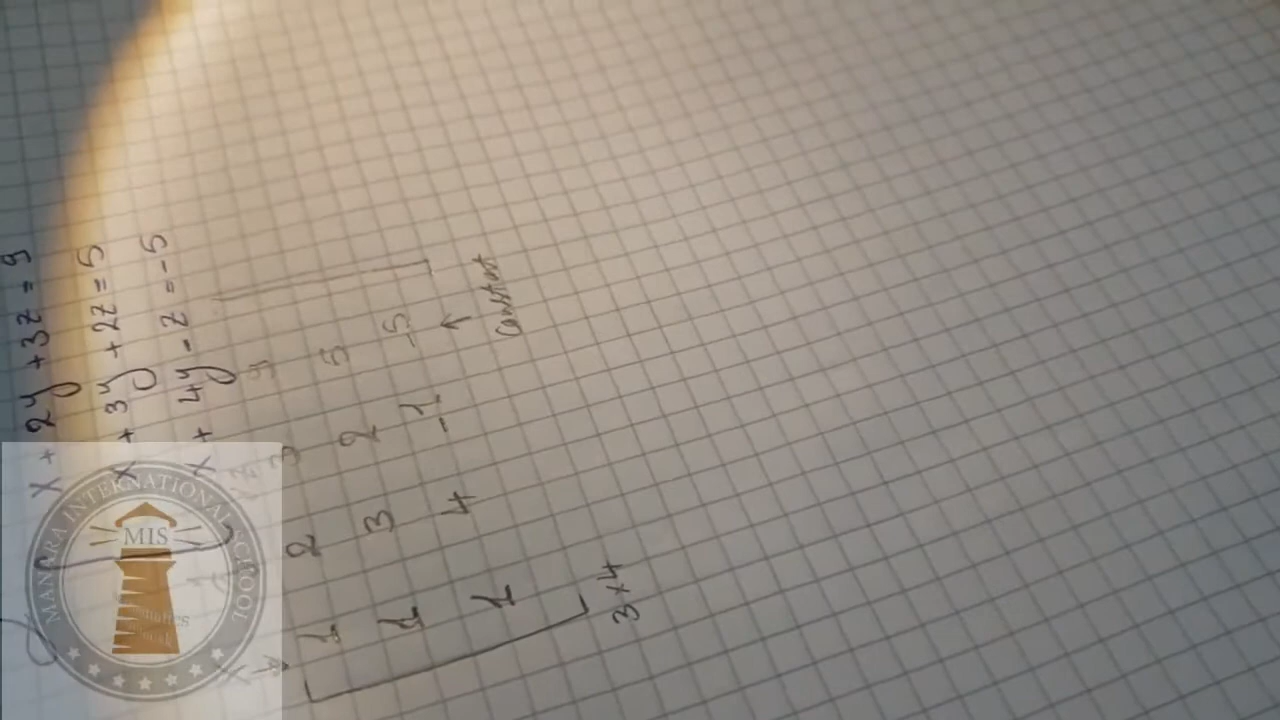 x + 2y + 3z = 9
x + 3y + 2z = 5
x + 4y - z = -5
1 2 3 9
1 3 2 5
1 4 -1 -5
3×4
constant
MANARA INTERNATIONAL SCHOOL
MIS